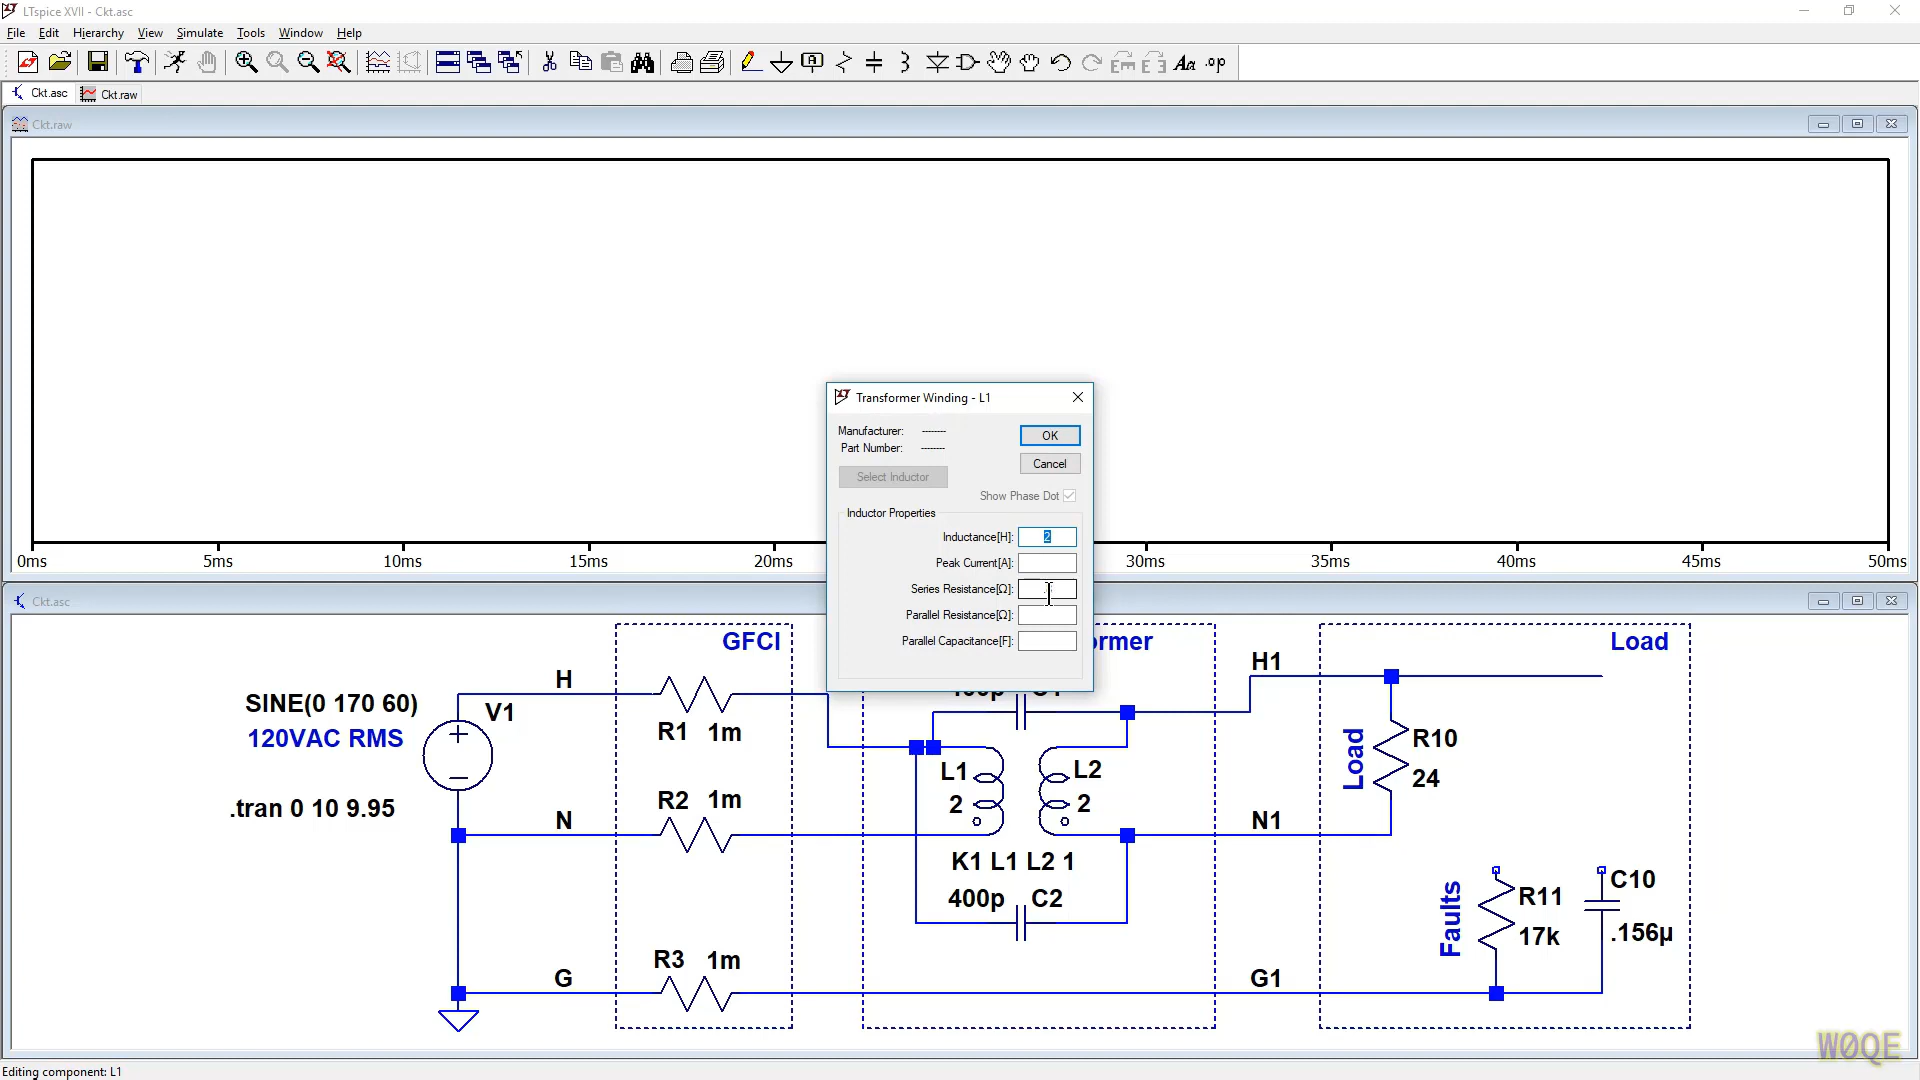 LTspice XVII - Ckt.asc
File Edit Hierarchy View Simulate Tools Window Help
Ckt.asc Ckt.raw
Ckt.raw
0ms 5ms 10ms 15ms 20ms 30ms 35ms 40ms 45ms 50ms
Transformer Winding - L1
Manufacturer: --------
Part Number: --------
OK
Cancel
Select Inductor
Show Phase Dot
Inductor Properties
Inductance[H]: 2
Peak Current[A]:
Series Resistance[Ω]:
Parallel Resistance[Ω]:
Parallel Capacitance[F]:
Ckt.asc
GFCI
Load
SINE(0 170 60)
120VAC RMS
V1
.tran 0 10 9.95
H
R1 1m
N
R2 1m
G
R3 1m
L1
2
L2
2
K1 L1 L2 1
400p C2
H1
N1
G1
Load
R10
24
Faults
R11
17k
C10
.156µ
W0QE
Editing component: L1